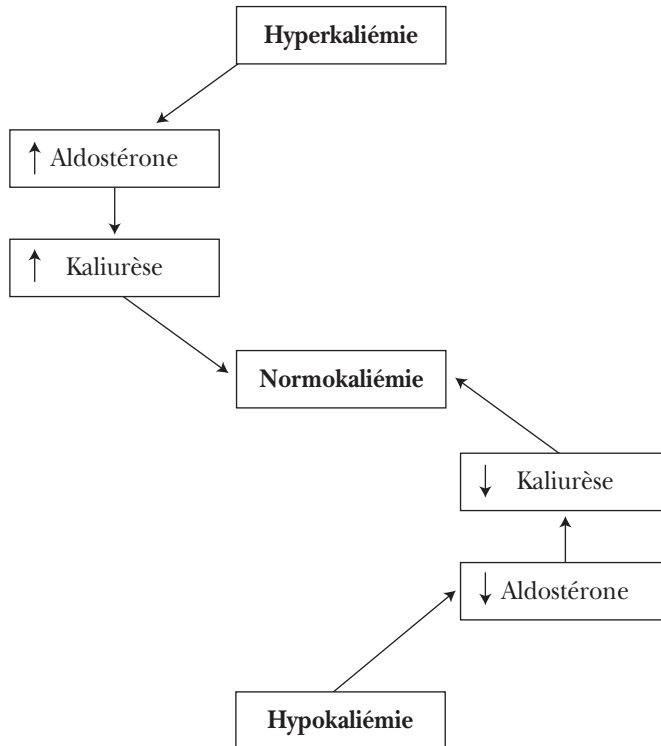 Hyperkaliémie
↑ Aldostérone
↑ Kaliurèse
Normokaliémie
↓ Kaliurèse
↓ Aldostérone
Hypokaliémie